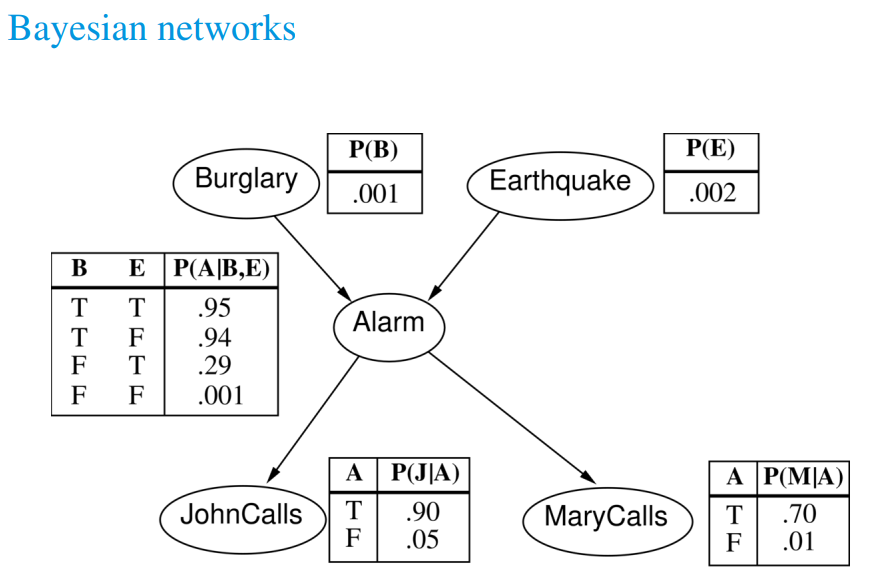 Bayesian networks
P(B)
.001
Burglary
P(E)
.002
Earthquake
B E P(A|B,E)
T T .95
T F .94
F T .29
F F .001
Alarm
A P(J|A)
T .90
F .05
JohnCalls
A P(M|A)
T .70
F .01
MaryCalls